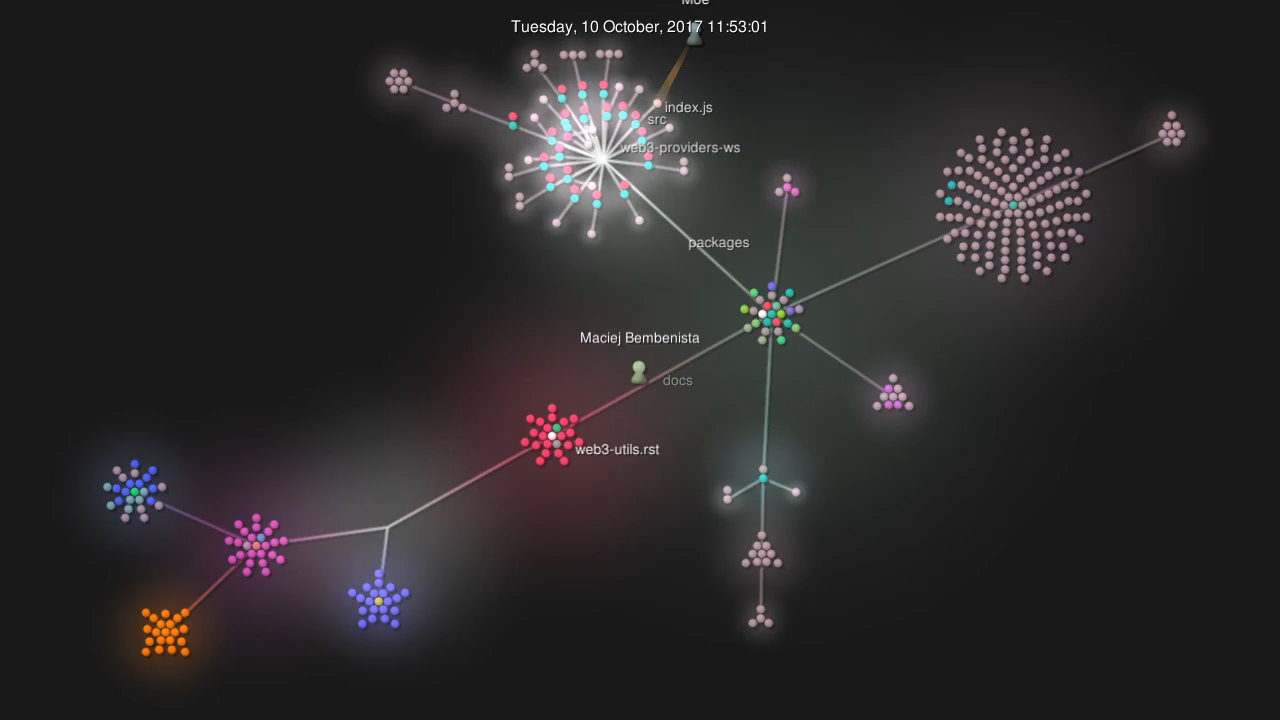 Moe
Tuesday, 10 October, 2017 11:53:01
index.js
src
web3-providers-ws
packages
Maciej Bembenista
docs
web3-utils.rst